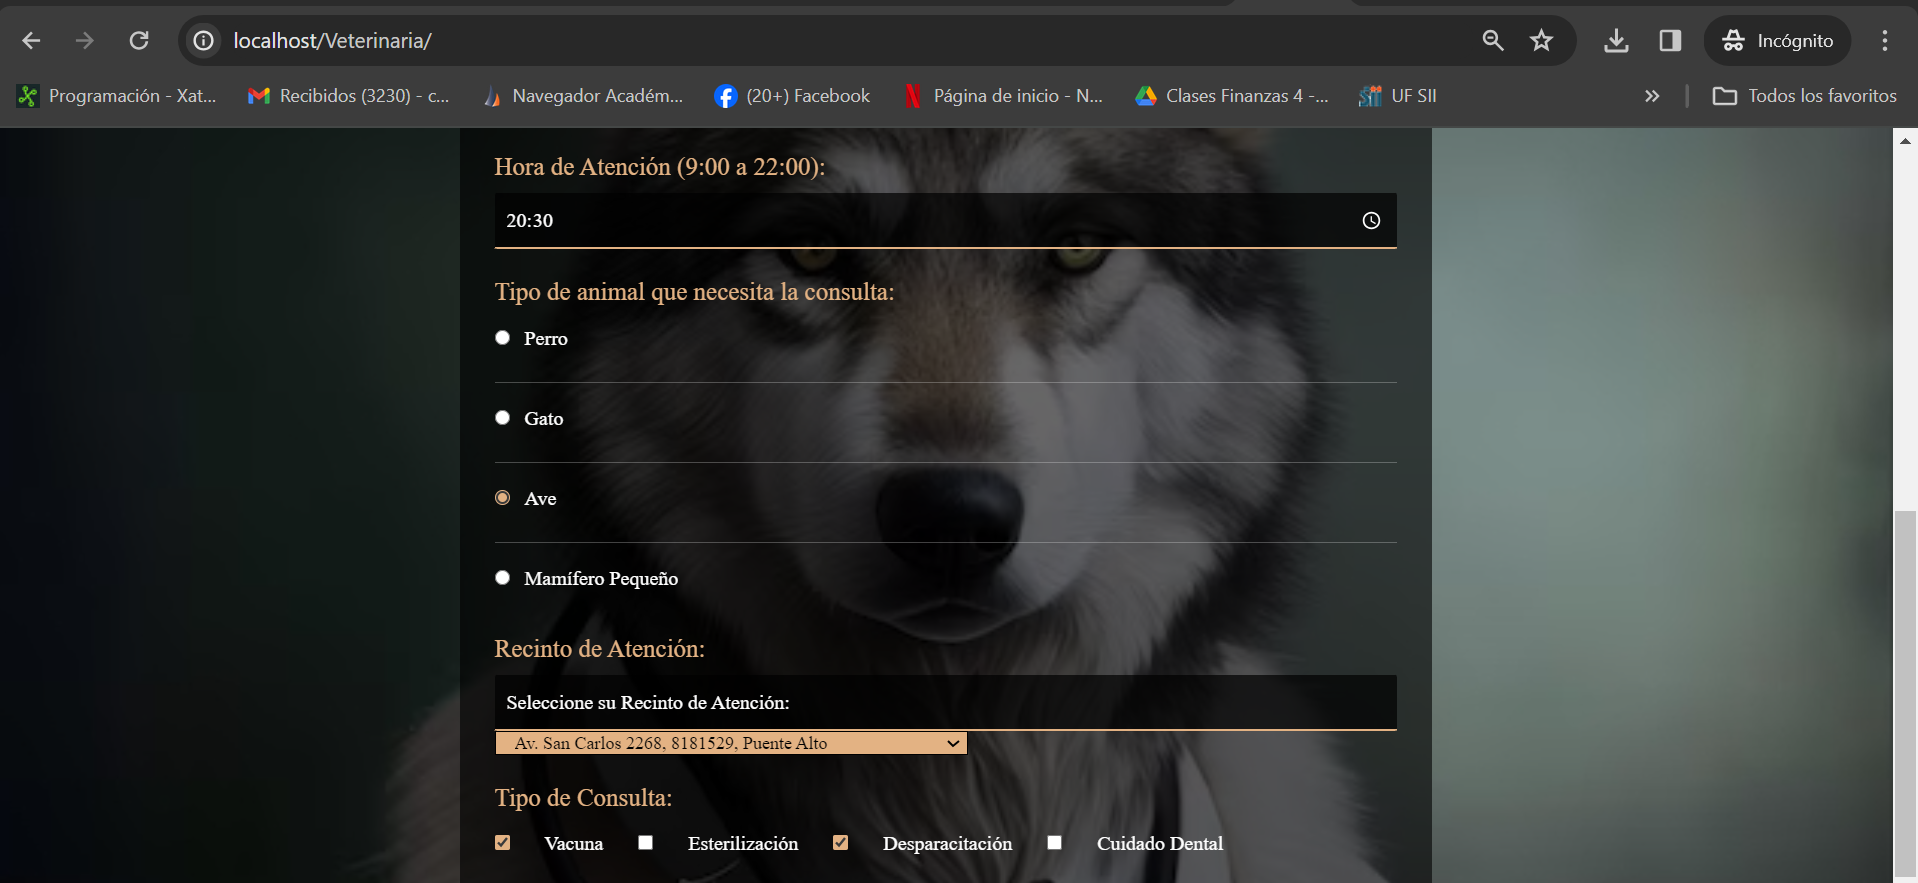 localhost/Veterinaria/
Incógnito
Programación - Xat...
Recibidos (3230) - c...
Navegador Académ...
(20+) Facebook
Página de inicio - N...
Clases Finanzas 4 -...
UF SII
Todos los favoritos
Hora de Atención (9:00 a 22:00):
20:30
Tipo de animal que necesita la consulta:
Perro
Gato
Ave
Mamífero Pequeño
Recinto de Atención:
Seleccione su Recinto de Atención:
Av. San Carlos 2268, 8181529, Puente Alto
Tipo de Consulta:
Vacuna Esterilización Desparacitación Cuidado Dental